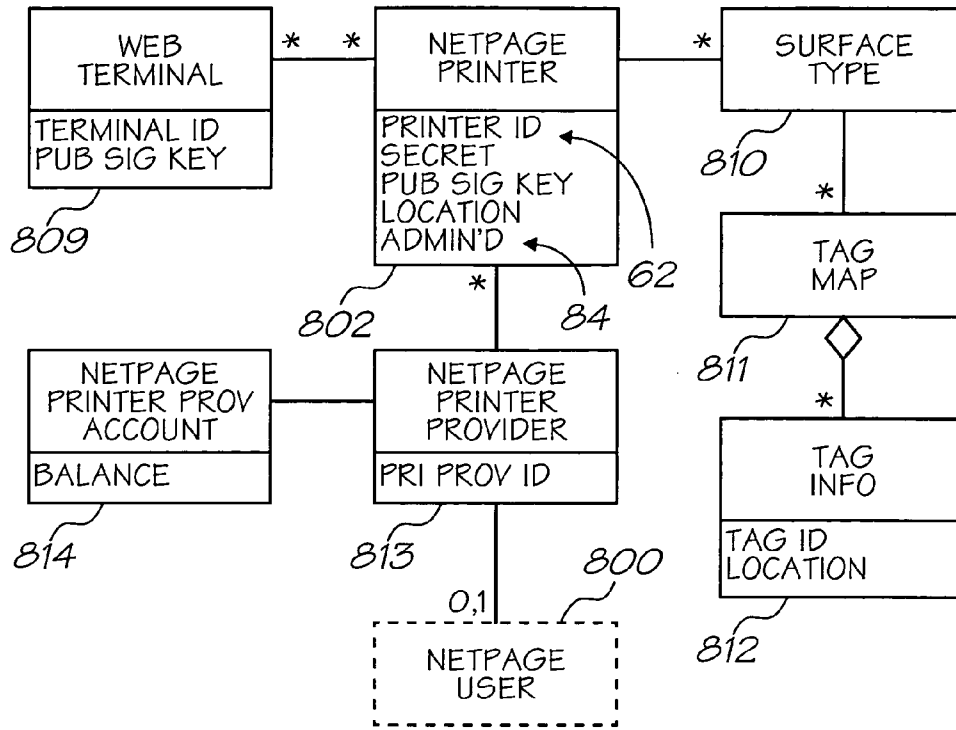 WEB
TERMINAL
TERMINAL ID
PUB SIG KEY
809
* *
NETPAGE
PRINTER
PRINTER ID
SECRET
PUB SIG KEY
LOCATION
ADMIN'D
802
62
84
*
*
SURFACE
TYPE
810
*
TAG
MAP
811
*
TAG
INFO
TAG ID
LOCATION
812
NETPAGE
PRINTER PROV
ACCOUNT
BALANCE
814
NETPAGE
PRINTER
PROVIDER
PRI PROV ID
813
800
0,1
NETPAGE
USER